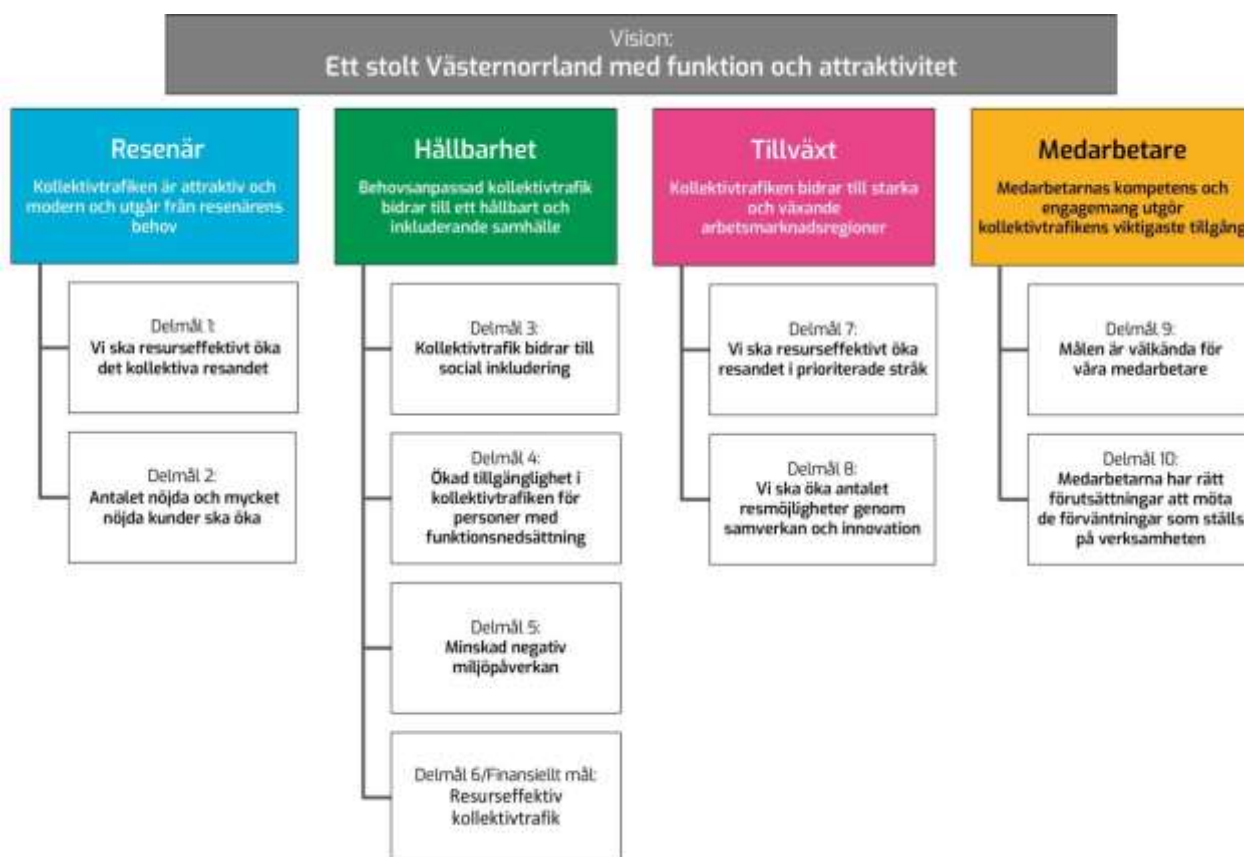 Vision:
Ett stolt Västernorrland med funktion och attraktivitet
Resenär
Kollektivtrafiken är attraktiv och
modern och utgår från resenärens
behov
Delmål 1:
Vi ska resurseffektivt öka
det kollektiva resandet
Delmål 2:
Antalet nöjda och mycket
nöjda kunder ska öka
Hållbarhet
Behovsanpassad kollektivtrafik
bidrar till ett hållbart och
inkluderande samhälle
Delmål 3:
Kollektivtrafik bidrar till
social inkludering
Delmål 4:
Ökad tillgänglighet i
kollektivtrafiken för
personer med
funktionsnedsättning
Delmål 5:
Minskad negativ
miljöpåverkan
Delmål 6/Finansiellt mål:
Resurseffektiv
kollektivtrafik
Tillväxt
Kollektivtrafiken bidrar till starka
och växande
arbetsmarknadsregioner
Delmål 7:
Vi ska resurseffektivt öka
resandet i prioriterade stråk
Delmål 8:
Vi ska öka antalet
resmöjligheter genom
samverkan och innovation
Medarbetare
Medarbetarnas kompetens och
engagemang utgör
kollektivtrafikens viktigaste tillgång
Delmål 9:
Målen är välkända för
våra medarbetare
Delmål 10:
Medarbetarna har rätt
förutsättningar att möta
de förväntningar som ställs
på verksamheten